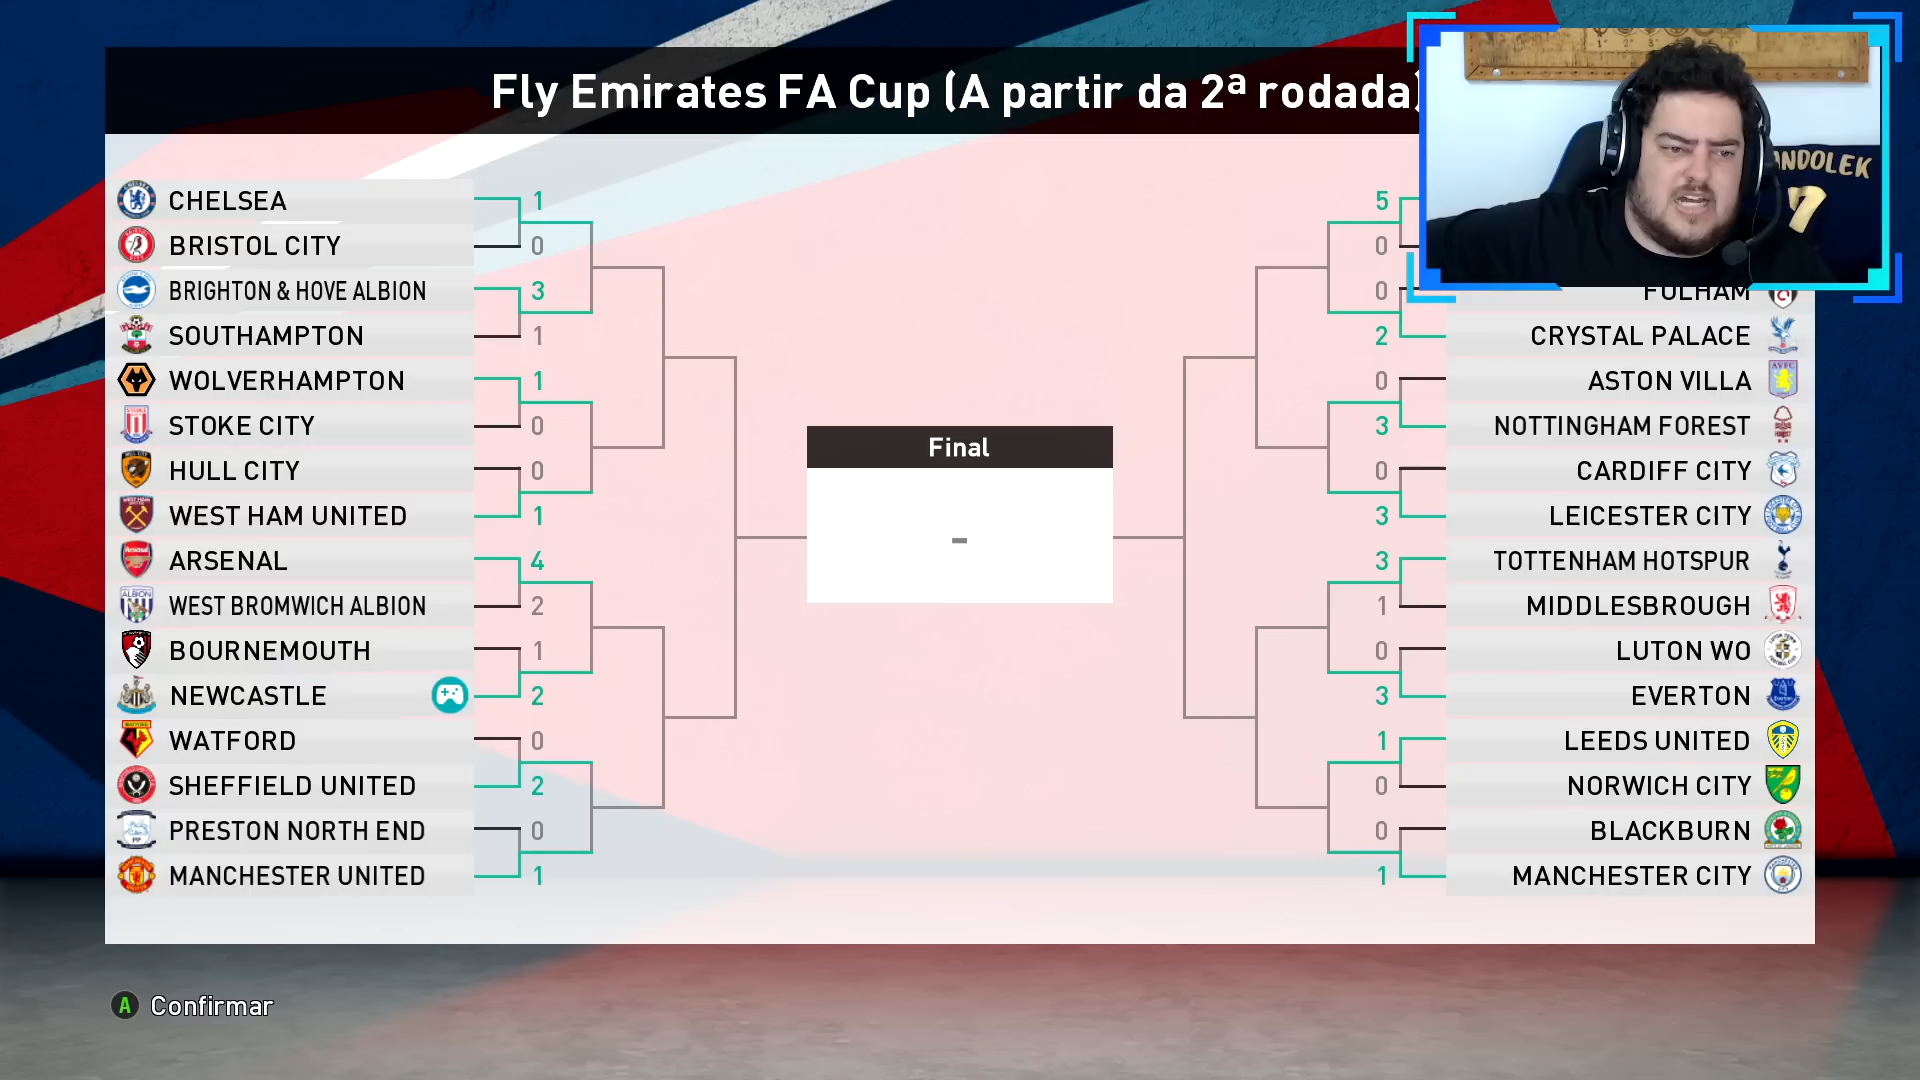 Fly Emirates FA Cup (A partir da 2ª rodada)
CHELSEA 1
BRISTOL CITY 0
BRIGHTON & HOVE ALBION 3
SOUTHAMPTON 1
WOLVERHAMPTON 1
STOKE CITY 0
HULL CITY 0
WEST HAM UNITED 1
ARSENAL 4
WEST BROMWICH ALBION 2
BOURNEMOUTH 1
NEWCASTLE 2
WATFORD 0
SHEFFIELD UNITED 2
PRESTON NORTH END 0
MANCHESTER UNITED 1
Final
-
5
0
0 FULHAM
2 CRYSTAL PALACE
0 ASTON VILLA
3 NOTTINGHAM FOREST
0 CARDIFF CITY
3 LEICESTER CITY
3 TOTTENHAM HOTSPUR
1 MIDDLESBROUGH
0 LUTON WO
3 EVERTON
1 LEEDS UNITED
0 NORWICH CITY
0 BLACKBURN
1 MANCHESTER CITY
NDOLEK
7
A Confirmar